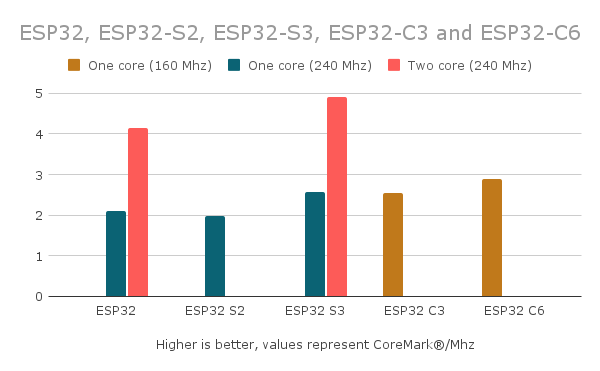 ESP32, ESP32-S2, ESP32-S3, ESP32-C3 and ESP32-C6
One core (160 Mhz) One core (240 Mhz) Two core (240 Mhz)
5
4
3
2
1
0
ESP32 ESP32 S2 ESP32 S3 ESP32 C3 ESP32 C6
Higher is better, values represent CoreMark®/Mhz